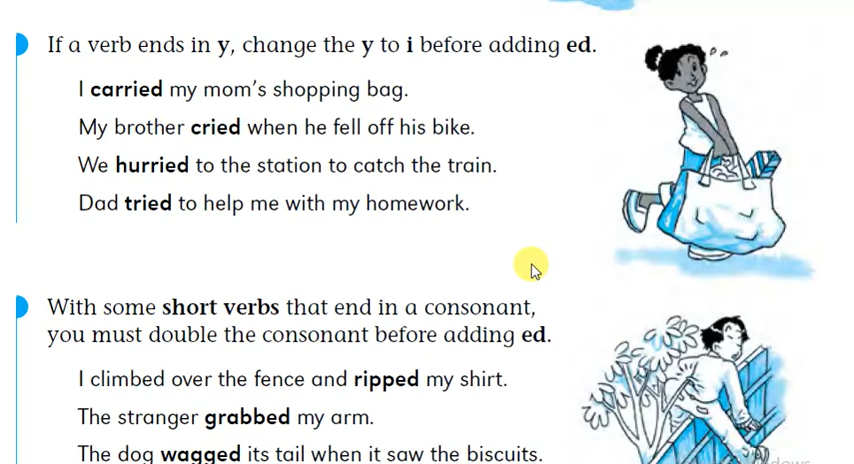 If a verb ends in y, change the y to i before adding ed.
I carried my mom's shopping bag.
My brother cried when he fell off his bike.
We hurried to the station to catch the train.
Dad tried to help me with my homework.
With some short verbs that end in a consonant,
you must double the consonant before adding ed.
I climbed over the fence and ripped my shirt.
The stranger grabbed my arm.
The dog wagged its tail when it saw the biscuits.